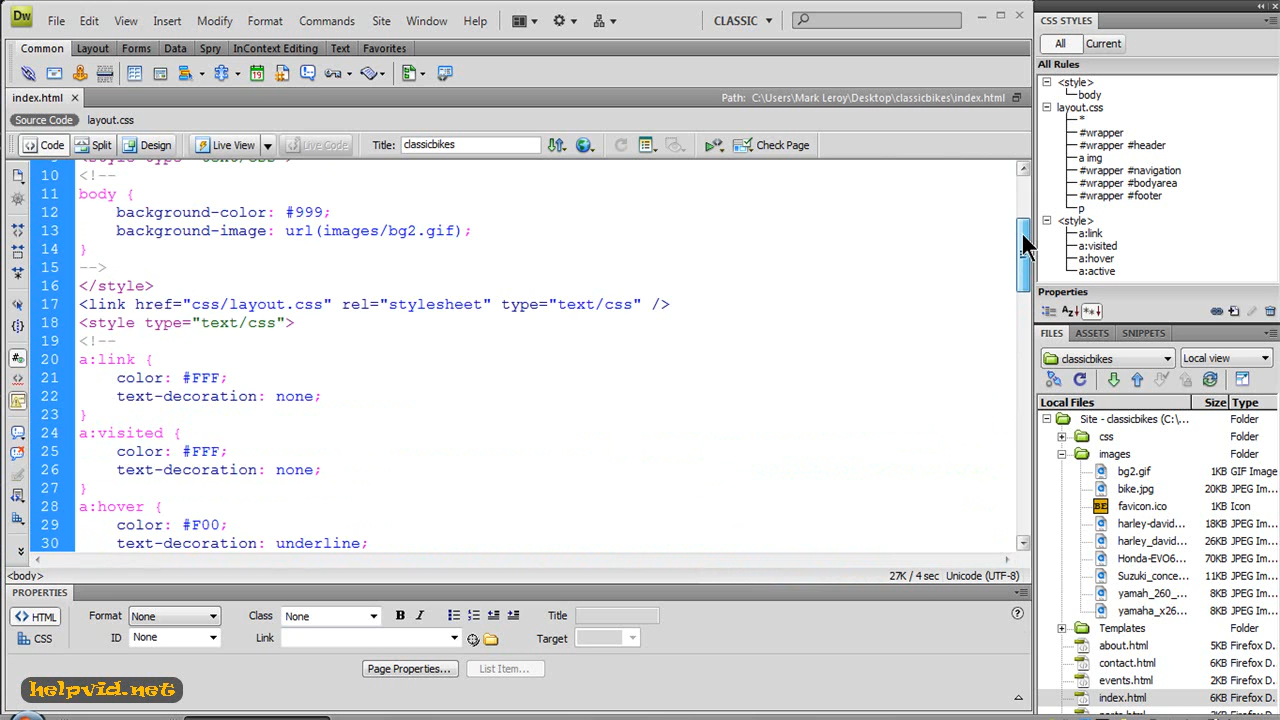 Dw File Edit View Insert Modify Format Commands Site Window Help CLASSIC
Common Layout Forms Data Spry InContext Editing Text Favorites
index.html Path: C:\Users\Mark Leroy\Desktop\classicbikes\index.html
Source Code layout.css
Code Split Design Live View Live Code Title: classicbikes Check Page
9 <style type="text/css">
10 <!--
11 body {
12 background-color: #999;
13 background-image: url(images/bg2.gif);
14 }
15 -->
16 </style>
17 <link href="css/layout.css" rel="stylesheet" type="text/css" />
18 <style type="text/css">
19 <!--
20 a:link {
21 color: #FFF;
22 text-decoration: none;
23 }
24 a:visited {
25 color: #FFF;
26 text-decoration: none;
27 }
28 a:hover {
29 color: #F00;
30 text-decoration: underline;
<body> 27K / 4 sec Unicode (UTF-8)
PROPERTIES
HTML Format None Class None B I Title
CSS ID None Link Target
Page Properties... List Item...
helpvid.net
CSS STYLES
All Current
All Rules
<style>
body
layout.css
*
#wrapper
#wrapper #header
a img
#wrapper #navigation
#wrapper #bodyarea
#wrapper #footer
p
<style>
a:link
a:visited
a:hover
a:active
Properties
FILES ASSETS SNIPPETS
classicbikes Local view
Local Files Size Type
Site - classicbikes (C:\... Folder
css Folder
images Folder
bg2.gif 1KB GIF Image
bike.jpg 20KB JPEG Im...
favicon.ico 1KB Icon
harley-david... 18KB JPEG Im...
harley_david... 26KB JPEG Im...
Honda-EVO6... 70KB JPEG Im...
Suzuki_conce... 11KB JPEG Im...
yamah_260_... 8KB JPEG Im...
yamaha_x26... 8KB JPEG Im...
Templates Folder
about.html 5KB Firefox D...
contact.html 6KB Firefox D...
events.html 6KB Firefox D...
index.html 6KB Firefox D...